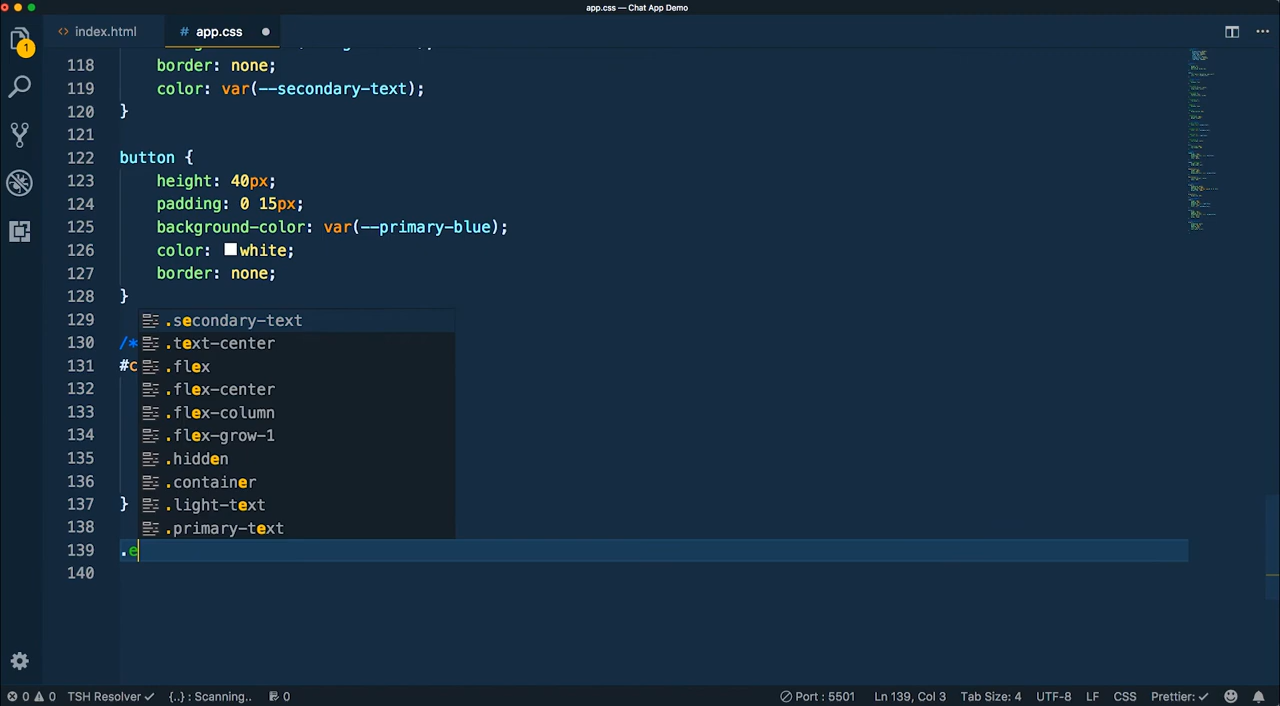 app.css — Chat App Demo
<> index.html
# app.css
1
118 border: none;
119 color: var(--secondary-text);
120 }
121
122 button {
123 height: 40px;
124 padding: 0 15px;
125 background-color: var(--primary-blue);
126 color: white;
127 border: none;
128 }
129 .secondary-text
130 /* .text-center
131 #c .flex
132 .flex-center
133 .flex-column
134 .flex-grow-1
135 .hidden
136 .container
137 } .light-text
138 .primary-text
139 .e
140
0 0 TSH Resolver ✓ {..} : Scanning.. 0 Port : 5501 Ln 139, Col 3 Tab Size: 4 UTF-8 LF CSS Prettier: ✓